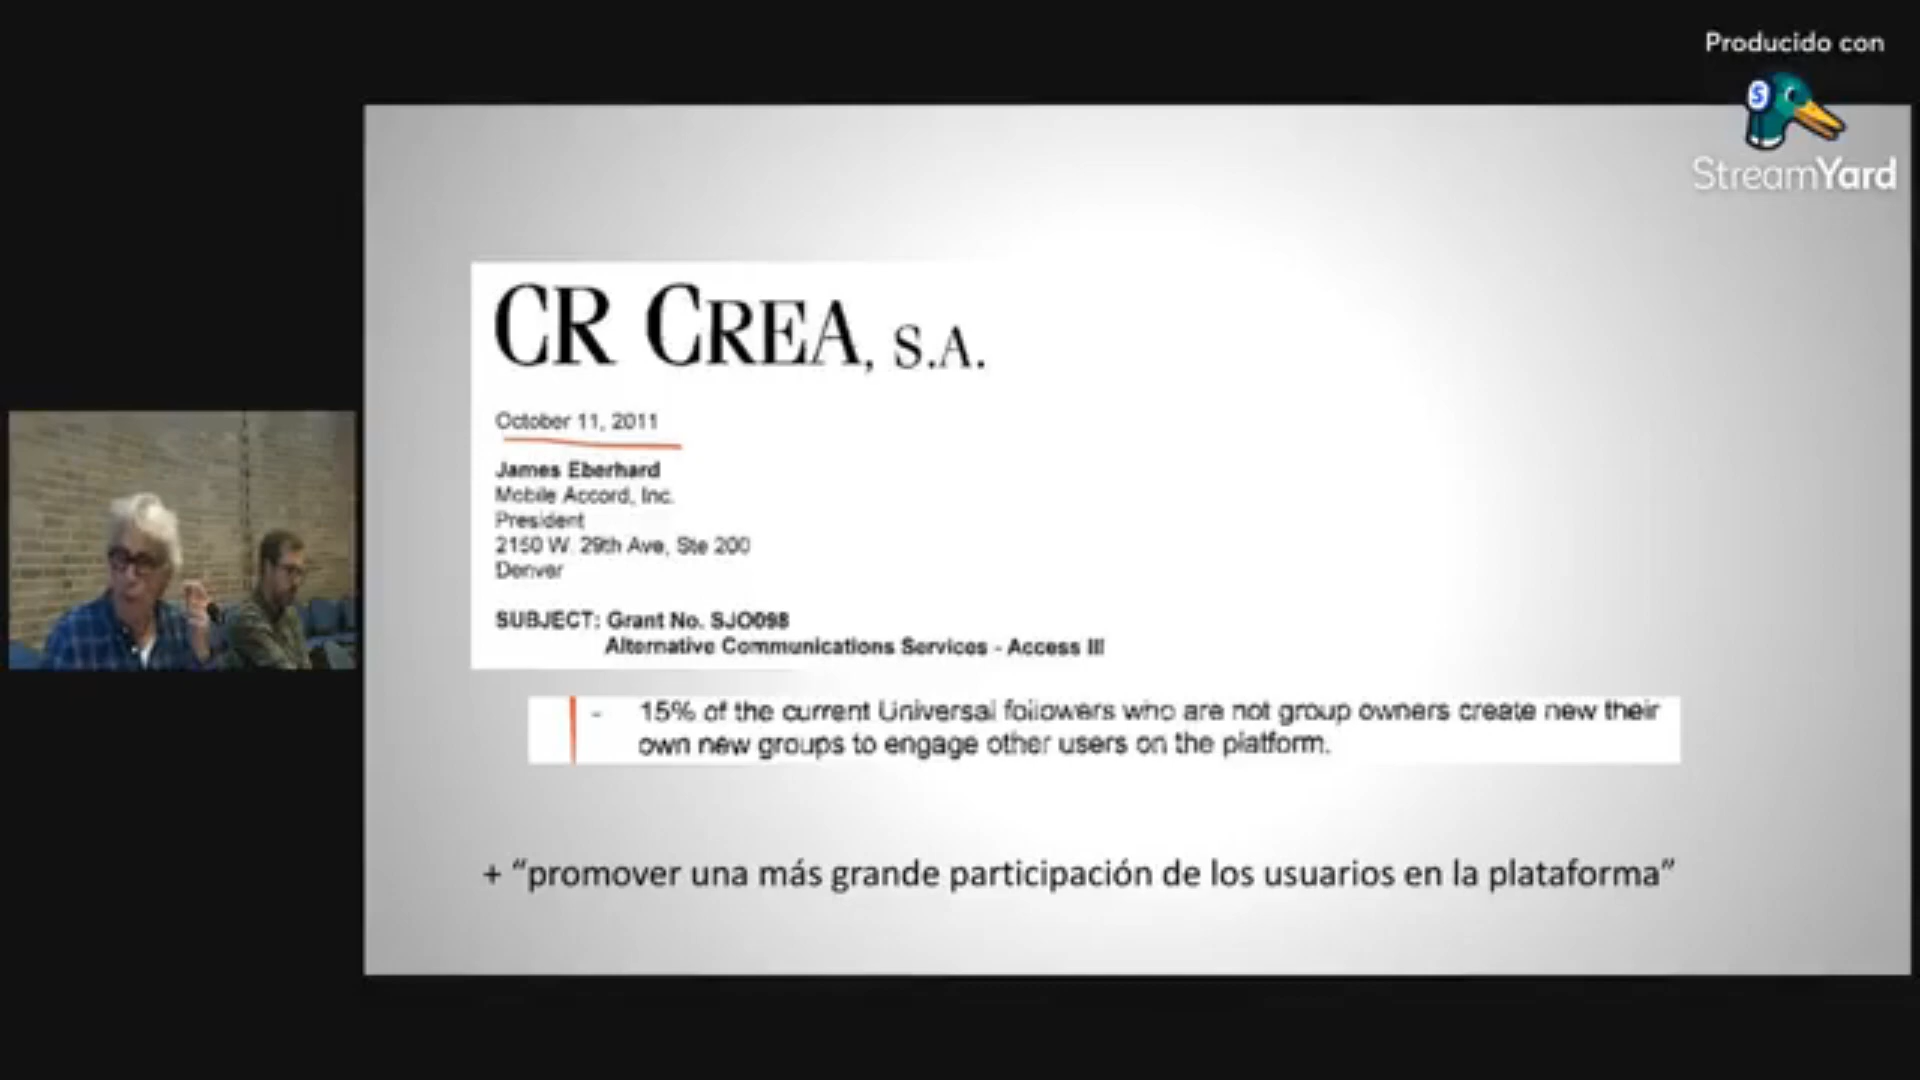 Producido con
StreamYard
CR CREA, S.A.
October 11, 2011
James Eberhard
Mobile Accord, Inc.
President
2150 W. 29th Ave, Ste 200
Denver
SUBJECT: Grant No. SJO098
Alternative Communications Services - Access III
- 15% of the current Universal followers who are not group owners create new their
own new groups to engage other users on the platform.
+ “promover una más grande participación de los usuarios en la plataforma”